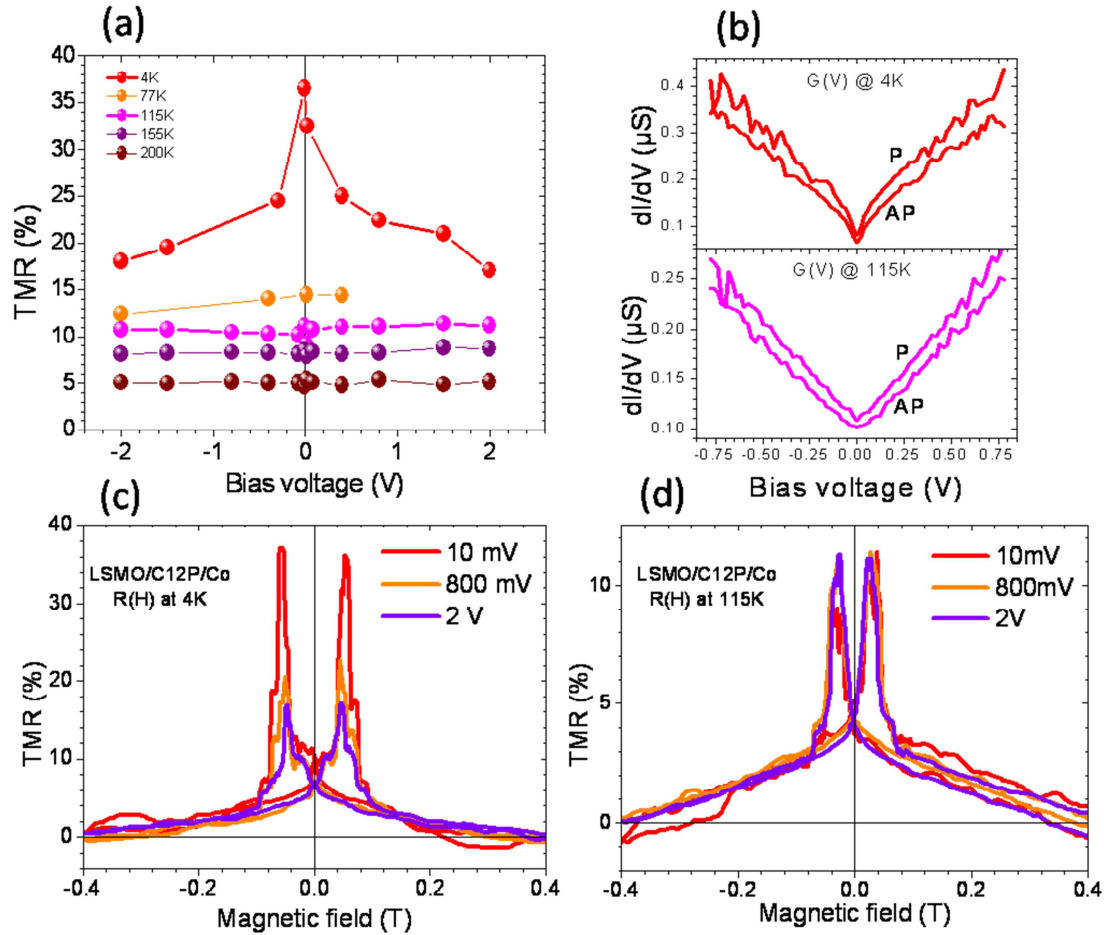 (a)
TMR (%)
40
35
30
25
20
15
10
5
0
4K
77K
115K
155K
200K
-2
-1
0
1
2
Bias voltage (V)
(b)
dI/dV (µS)
0.4
0.3
0.2
0.1
G(V) @ 4K
P
AP
dI/dV (µS)
0.25
0.20
0.15
0.10
G(V) @ 115K
P
AP
-0.75 -0.50 -0.25 0.00 0.25 0.50 0.75
Bias voltage (V)
(c)
TMR (%)
40
30
20
10
0
LSMO/C12P/Co
R(H) at 4K
10 mV
800 mV
2 V
-0.4 -0.2 0.0 0.2 0.4
Magnetic field (T)
(d)
TMR (%)
10
5
0
LSMO/C12P/Co
R(H) at 115K
10mV
800mV
2V
-0.4 -0.2 0.0 0.2 0.4
Magnetic field (T)